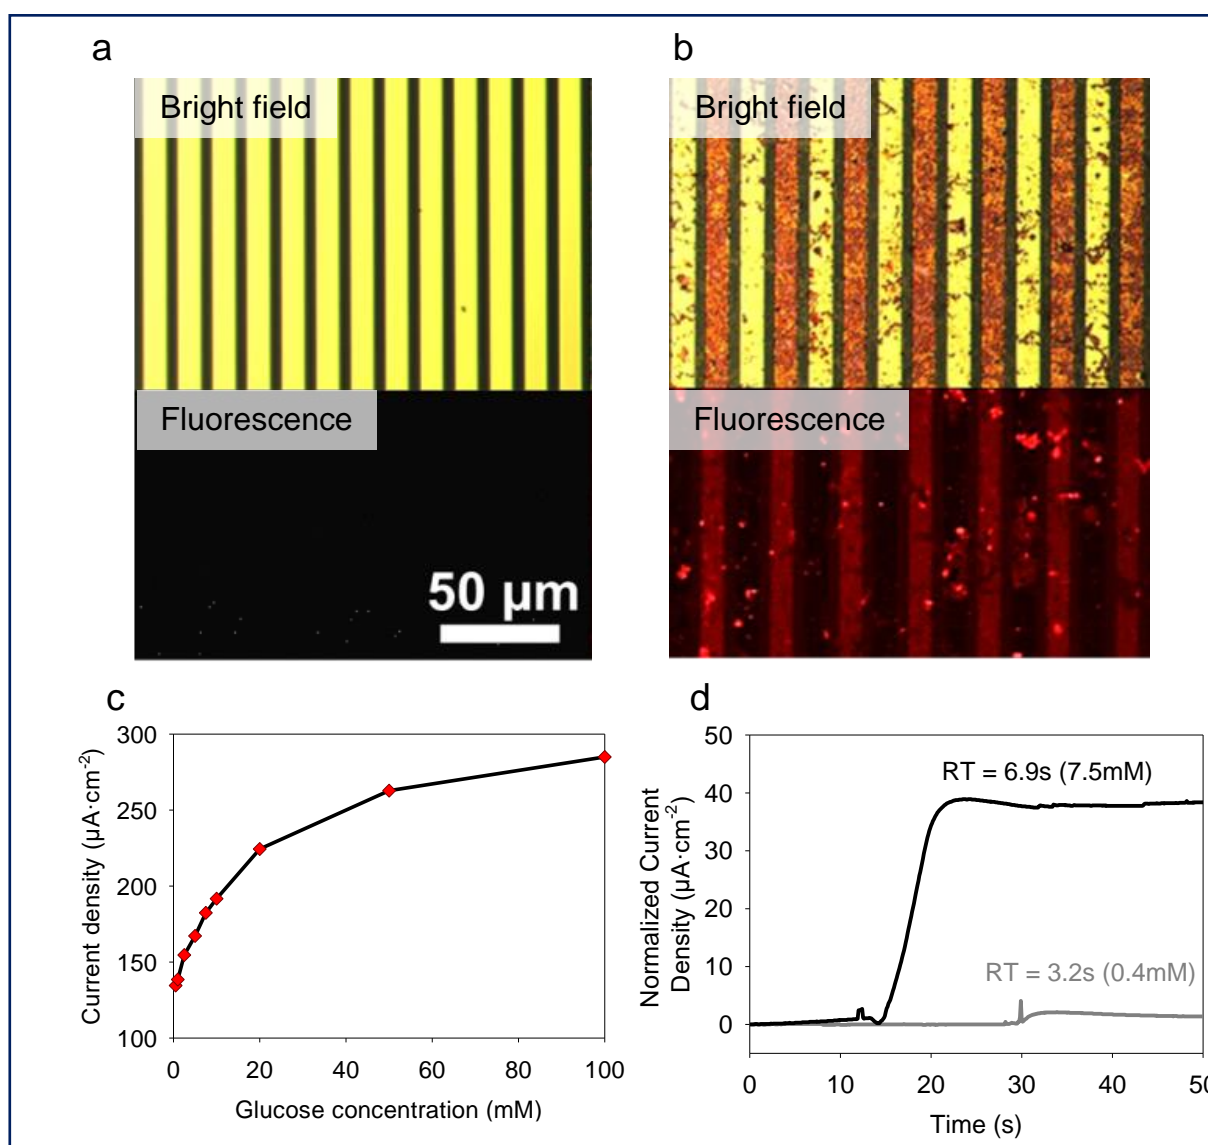 a
Bright field
Fluorescence
50 µm
b
Bright field
Fluorescence
c
300
250
200
150
100
0 20 40 60 80 100
Current density (µA·cm⁻²)
Glucose concentration (mM)
d
50
40
30
20
10
0
0 10 20 30 40 50
Normalized Current
Density (µA·cm⁻²)
RT = 6.9s (7.5mM)
RT = 3.2s (0.4mM)
Time (s)